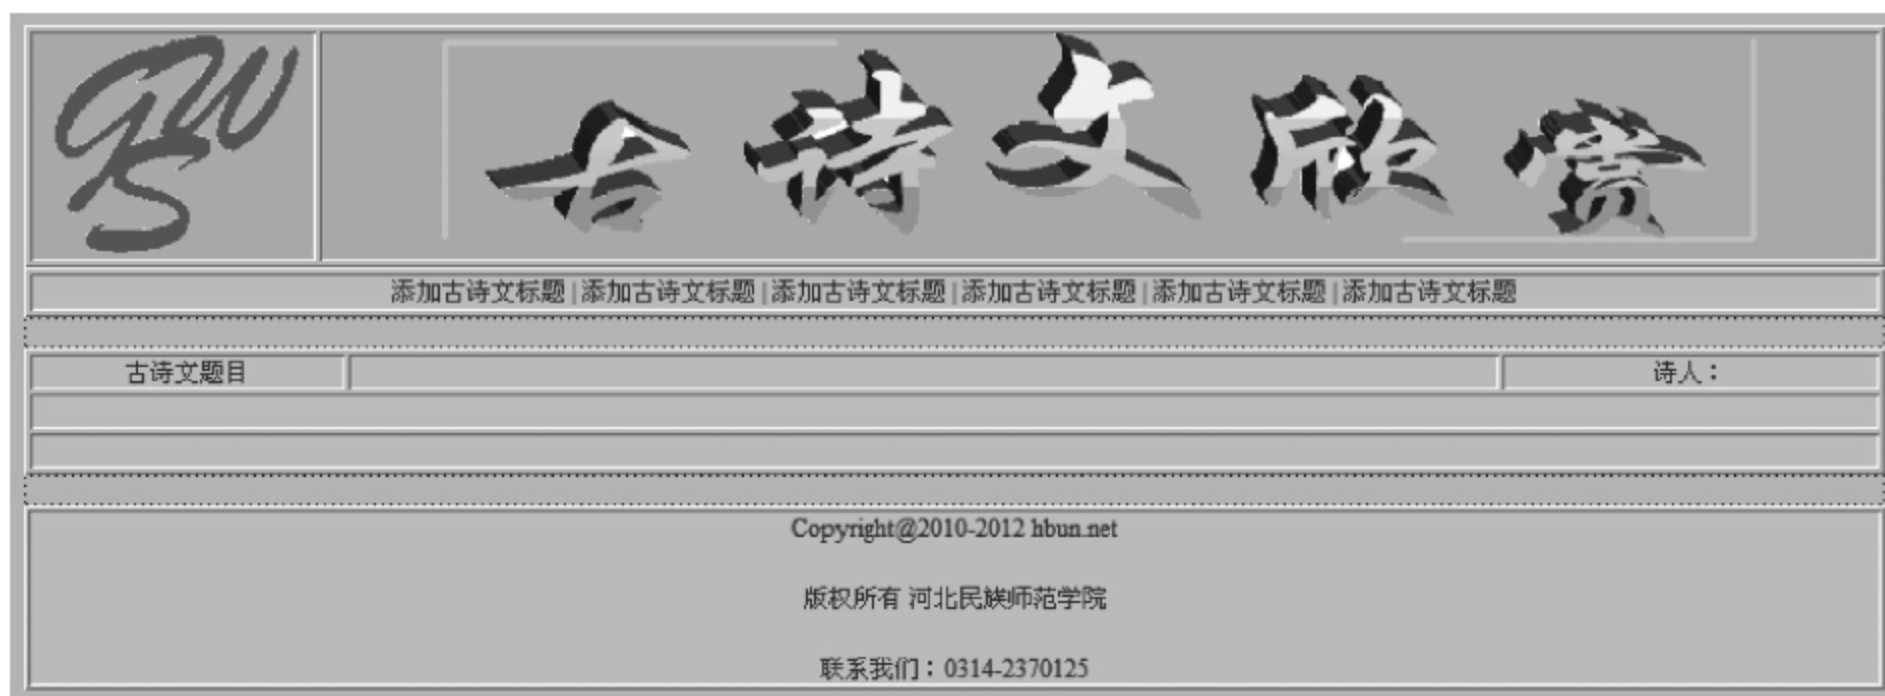 GWS
古诗文欣赏
添加古诗文标题 | 添加古诗文标题 | 添加古诗文标题 | 添加古诗文标题 | 添加古诗文标题 | 添加古诗文标题
古诗文题目 诗人：
Copyright@2010-2012 hbun.net
版权所有 河北民族师范学院
联系我们：0314-2370125